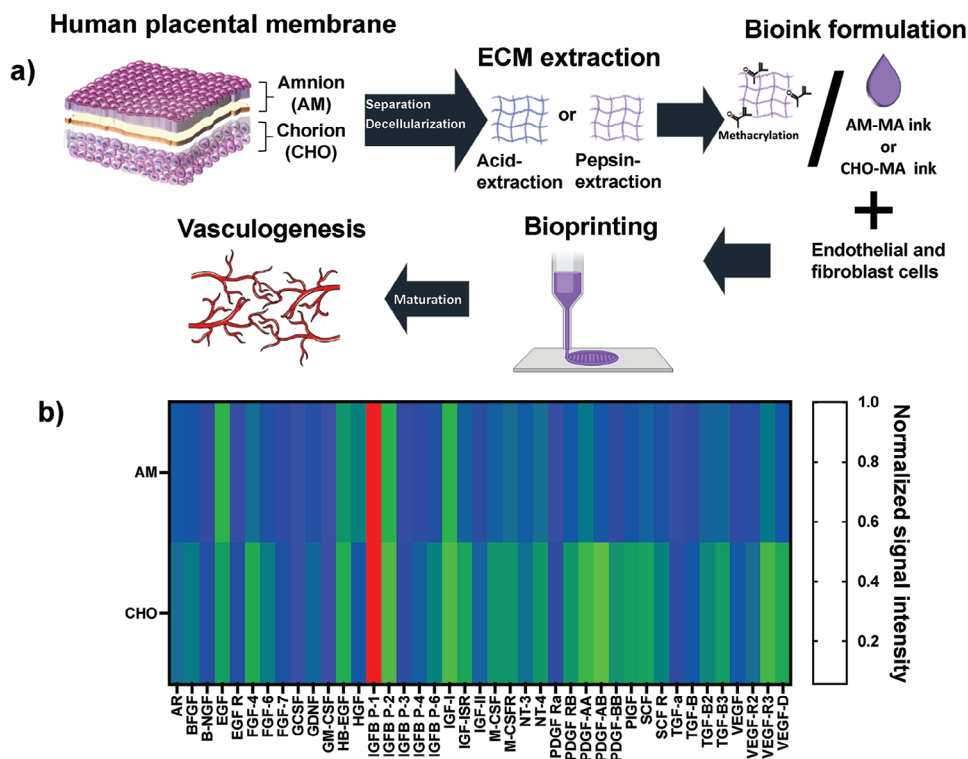 Human placental membrane
a)
Amnion
(AM)
Chorion
(CHO)
Separation
Decellularization
ECM extraction
or
Acid-
extraction
Pepsin-
extraction
Bioink formulation
Methacrylation
AM-MA ink
or
CHO-MA ink
+
Endothelial and
fibroblast cells
Bioprinting
Maturation
Vasculogenesis
b)
AM
CHO
AR
BFGF
B-NGF
EGF
EGF R
FGF-4
FGF-6
FGF-7
GCSF
GDNF
GM-CSF
HB-EGF
HGF
IGFB P-1
IGFB P-2
IGFB P-3
IGFB P-4
IGFB P-6
IGF-I
IGF-ISR
IGF-II
M-CSF
M-CSFR
NT-3
NT-4
PDGF Ra
PDGF RB
PDGF-AA
PDGF-AB
PDGF-BB
PIGF
SCF
SCF R
TGF-a
TGF-B
TGF-B2
TGF-B3
VEGF
VEGF-R2
VEGF-R3
VEGF-D
1.0
0.8
0.6
0.4
0.2
Normalized signal intensity